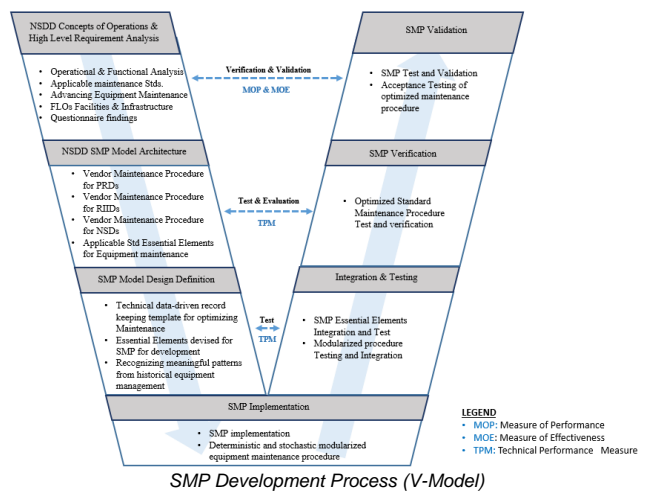 NSDD Concepts of Operations &
High Level Requirement Analysis
• Operational & Functional Analysis
• Applicable maintenance Stds.
• Advancing Equipment Maintenance
• FLOs Facilities & Infrastructure
• Questionnaire findings
Verification & Validation
MOP & MOE
SMP Validation
• SMP Test and Validation
• Acceptance Testing of
optimized maintenance
procedure
NSDD SMP Model Architecture
• Vendor Maintenance Procedure
for PRDs
• Vendor Maintenance Procedure
for RIIDs
• Vendor Maintenance Procedure
for NSDs
• Applicable Std Essential Elements
for Equipment maintenance
Test & Evaluation
TPM
SMP Verification
• Optimized Standard
Maintenance Procedure
Test and verification
SMP Model Design Definition
• Technical data-driven record
keeping template for optimizing
Maintenance
• Essential Elements devised for
SMP for development
• Recognizing meaningful patterns
from historical equipment
management
Test
TPM
Integration & Testing
• SMP Essential Elements
Integration and Test
• Modularized procedure
Testing and Integration
SMP Implementation
• SMP implementation
• Deterministic and stochastic modularized
equipment maintenance procedure
LEGEND
• MOP: Measure of Performance
• MOE: Measure of Effectiveness
• TPM: Technical Performance Measure
SMP Development Process (V-Model)